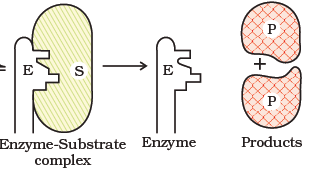 E
S
E
P
+
P
Enzyme-Substrate
complex
Enzyme
Products